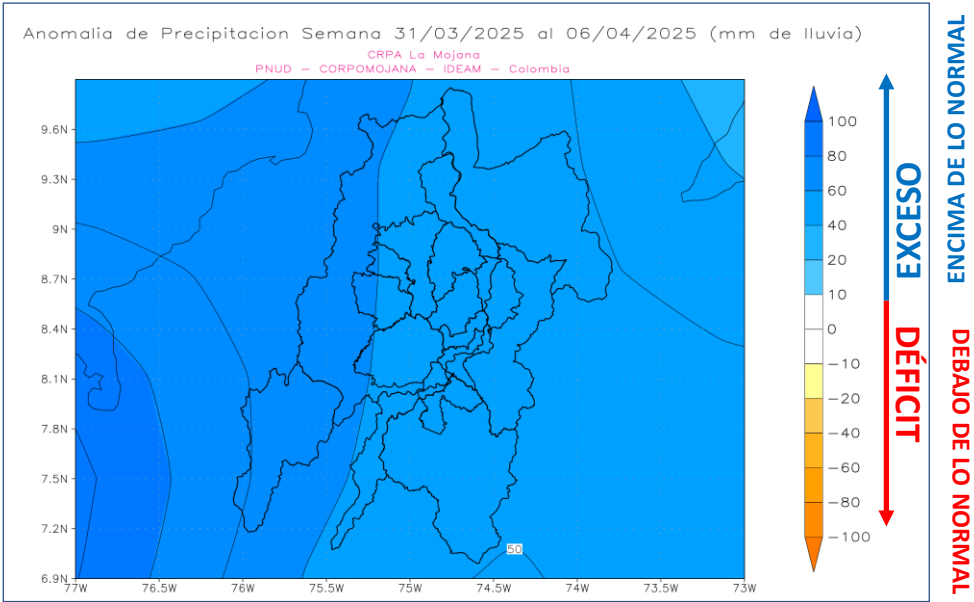 Anomalia de Precipitacion Semana 31/03/2025 al 06/04/2025 (mm de lluvia)
CRPA La Mojana
PNUD – CORPOMOJANA – IDEAM – Colombia
9.6N
9.3N
9N
8.7N
8.4N
8.1N
7.8N
7.5N
7.2N
6.9N
77W
76.5W
76W
75.5W
75W
74.5W
74W
73.5W
73W
50
100
80
60
40
20
10
0
−10
−20
−40
−60
−80
−100
EXCESO
DÉFICIT
ENCIMA DE LO NORMAL
DEBAJO DE LO NORMAL